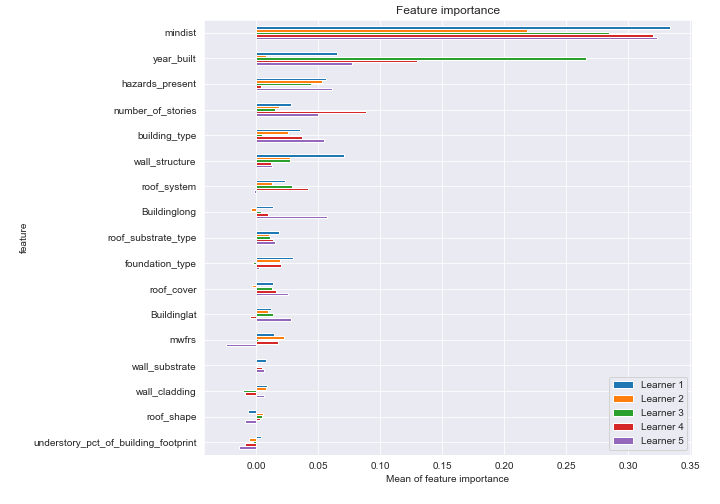 Feature importance
mindist
year_built
hazards_present
number_of_stories
building_type
wall_structure
roof_system
Buildinglong
roof_substrate_type
foundation_type
roof_cover
Buildinglat
mwfrs
wall_substrate
wall_cladding
roof_shape
understory_pct_of_building_footprint
feature
Learner 1
Learner 2
Learner 3
Learner 4
Learner 5
0.00 0.05 0.10 0.15 0.20 0.25 0.30 0.35
Mean of feature importance